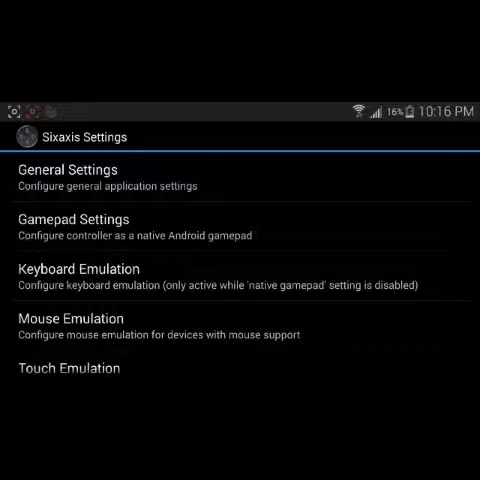 16% 10:16 PM
Sixaxis Settings
General Settings
Configure general application settings
Gamepad Settings
Configure controller as a native Android gamepad
Keyboard Emulation
Configure keyboard emulation (only active while 'native gamepad' setting is disabled)
Mouse Emulation
Configure mouse emulation for devices with mouse support
Touch Emulation